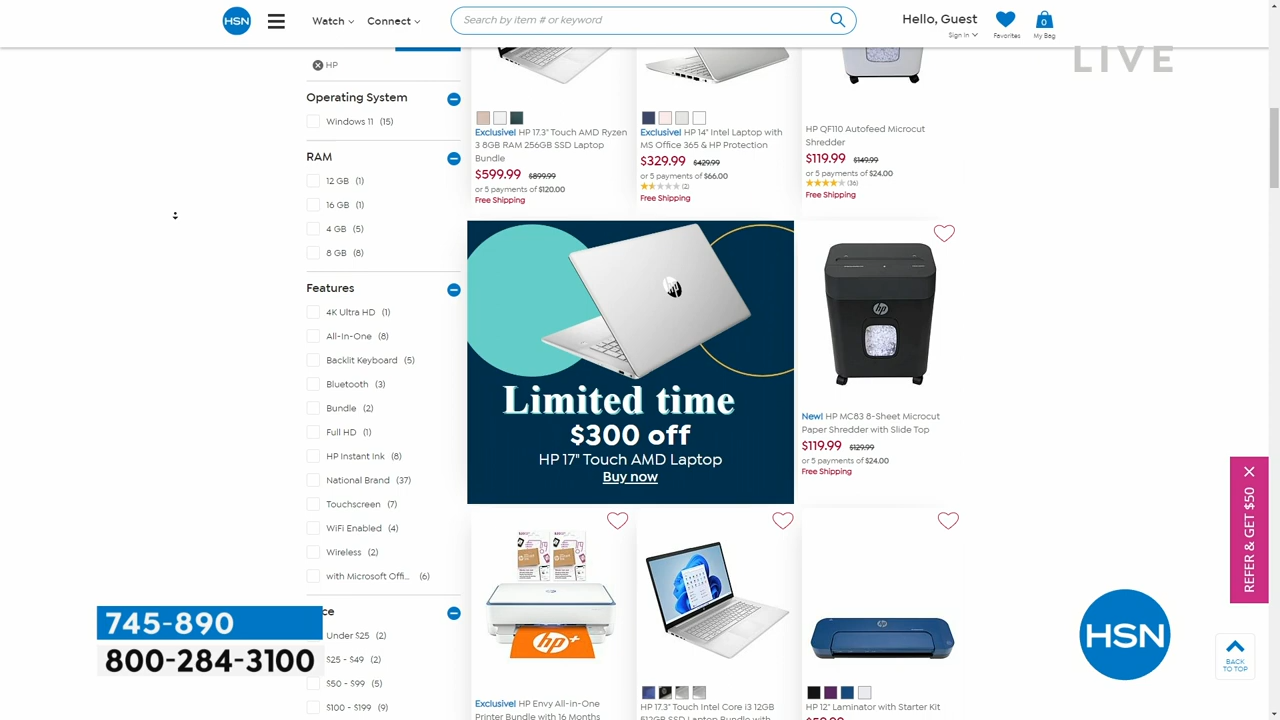 HSN
Watch
Connect
Search by item # or keyword
Hello, Guest
Sign In
Favorites
0
My Bag
LIVE
HP
Operating System
Windows 11 (15)
RAM
12 GB (1)
16 GB (1)
4 GB (5)
8 GB (8)
Features
4K Ultra HD (1)
All-In-One (8)
Backlit Keyboard (5)
Bluetooth (3)
Bundle (2)
Full HD (1)
HP Instant Ink (8)
National Brand (37)
Touchscreen (7)
WiFi Enabled (4)
Wireless (2)
with Microsoft Offi... (6)
ce
Under $25 (2)
$25 - $49 (2)
$50 - $99 (5)
$100 - $199 (9)
Exclusive! HP 17.3" Touch AMD Ryzen
3 8GB RAM 256GB SSD Laptop
Bundle
$599.99 $899.99
or 5 payments of $120.00
Free Shipping
Exclusive! HP 14" Intel Laptop with
MS Office 365 & HP Protection
$329.99 $429.99
or 5 payments of $66.00
(2)
Free Shipping
HP QF110 Autofeed Microcut
Shredder
$119.99 $149.99
or 5 payments of $24.00
(36)
Free Shipping
hp
Limited time
$300 off
HP 17" Touch AMD Laptop
Buy now
hp
New! HP MC83 8-Sheet Microcut
Paper Shredder with Slide Top
$119.99 $129.99
or 5 payments of $24.00
Free Shipping
hp+
Exclusive! HP Envy All-in-One
Printer Bundle with 16 Months
HP 17.3" Touch Intel Core i3 12GB
512GB SSD Laptop Bundle with
hp
HP 12" Laminator with Starter Kit
REFER & GET $50
745-890
800-284-3100
HSN
BACK
TO TOP